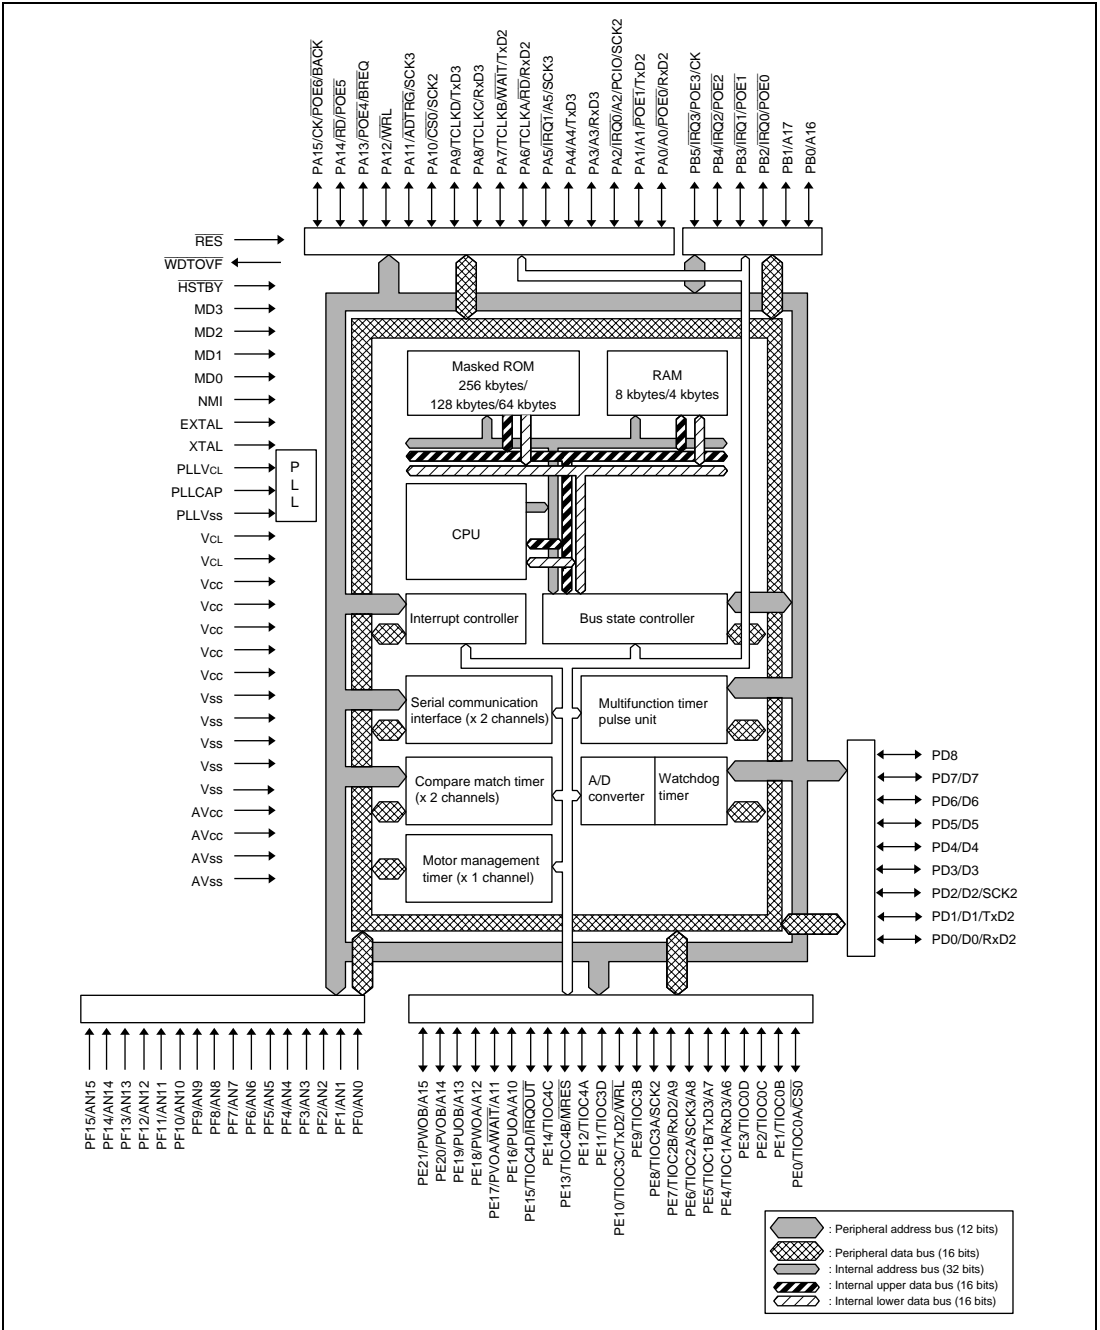 PA15/CK/POE6/BACK
PA14/RD/POE5
PA13/POE4/BREQ
PA12/WRL
PA11/ADTRG/SCK3
PA10/CS0/SCK2
PA9/TCLKD/TxD3
PA8/TCLKC/RxD3
PA7/TCLKB/WAIT/TxD2
PA6/TCLKA/RD/RxD2
PA5/IRQ1/A5/SCK3
PA4/A4/TxD3
PA3/A3/RxD3
PA2/IRQ0/A2/PCIO/SCK2
PA1/A1/POE1/TxD2
PA0/A0/POE0/RxD2
PB5/IRQ3/POE3/CK
PB4/IRQ2/POE2
PB3/IRQ1/POE1
PB2/IRQ0/POE0
PB1/A17
PB0/A16
RES
WDTOVF
HSTBY
MD3
MD2
MD1
MD0
NMI
EXTAL
XTAL
PLLVCL
PLLCAP
PLLVss
VCL
VCL
Vcc
Vcc
Vcc
Vcc
Vcc
Vss
Vss
Vss
Vss
Vss
AVcc
AVcc
AVss
AVss
P
L
L
Masked ROM
256 kbytes/
128 kbytes/64 kbytes
RAM
8 kbytes/4 kbytes
CPU
Interrupt controller
Bus state controller
Serial communication
interface (x 2 channels)
Multifunction timer
pulse unit
Compare match timer
(x 2 channels)
A/D
converter
Watchdog
timer
Motor management
timer (x 1 channel)
PD8
PD7/D7
PD6/D6
PD5/D5
PD4/D4
PD3/D3
PD2/D2/SCK2
PD1/D1/TxD2
PD0/D0/RxD2
PF15/AN15
PF14/AN14
PF13/AN13
PF12/AN12
PF11/AN11
PF10/AN10
PF9/AN9
PF8/AN8
PF7/AN7
PF6/AN6
PF5/AN5
PF4/AN4
PF3/AN3
PF2/AN2
PF1/AN1
PF0/AN0
PE21/PWOB/A15
PE20/PVOB/A14
PE19/PUOB/A13
PE18/PWOA/A12
PE17/PVOA/WAIT/A11
PE16/PUOA/A10
PE15/TIOC4D/IRQOUT
PE14/TIOC4C
PE13/TIOC4B/MRES
PE12/TIOC4A
PE11/TIOC3D
PE10/TIOC3C/TxD2/WRL
PE9/TIOC3B
PE8/TIOC3A/SCK2
PE7/TIOC2B/RxD2/A9
PE6/TIOC2A/SCK3/A8
PE5/TIOC1B/TxD3/A7
PE4/TIOC1A/RxD3/A6
PE3/TIOC0D
PE2/TIOC0C
PE1/TIOC0B
PE0/TIOC0A/CS0
: Peripheral address bus (12 bits)
: Peripheral data bus (16 bits)
: Internal address bus (32 bits)
: Internal upper data bus (16 bits)
: Internal lower data bus (16 bits)